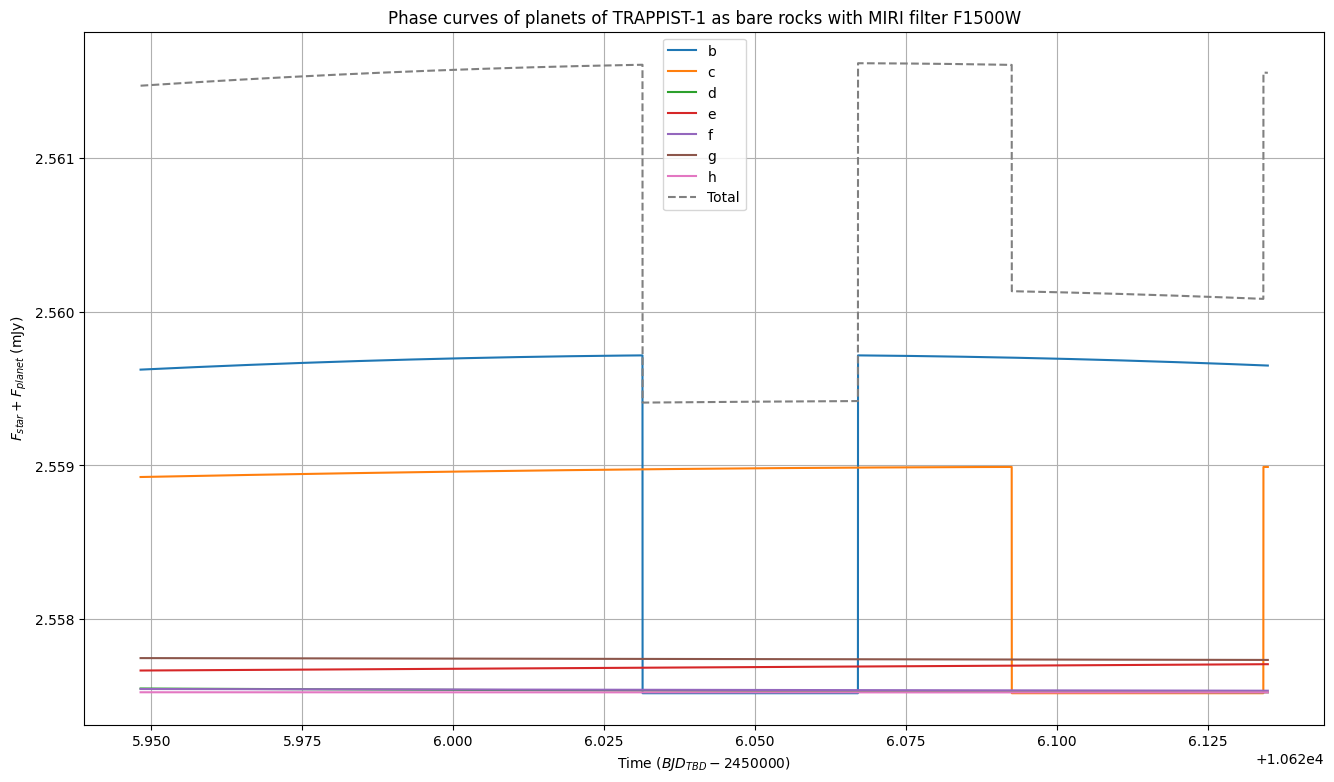 Phase curves of planets of TRAPPIST-1 as bare rocks with MIRI filter F1500W
b
c
d
e
f
g
h
Total
2.561
2.560
2.559
2.558
F_{star} + F_{planet} (mJy)
5.950
5.975
6.000
6.025
6.050
6.075
6.100
6.125
+1.062e4
Time (BJD_{TBD} − 2450000)